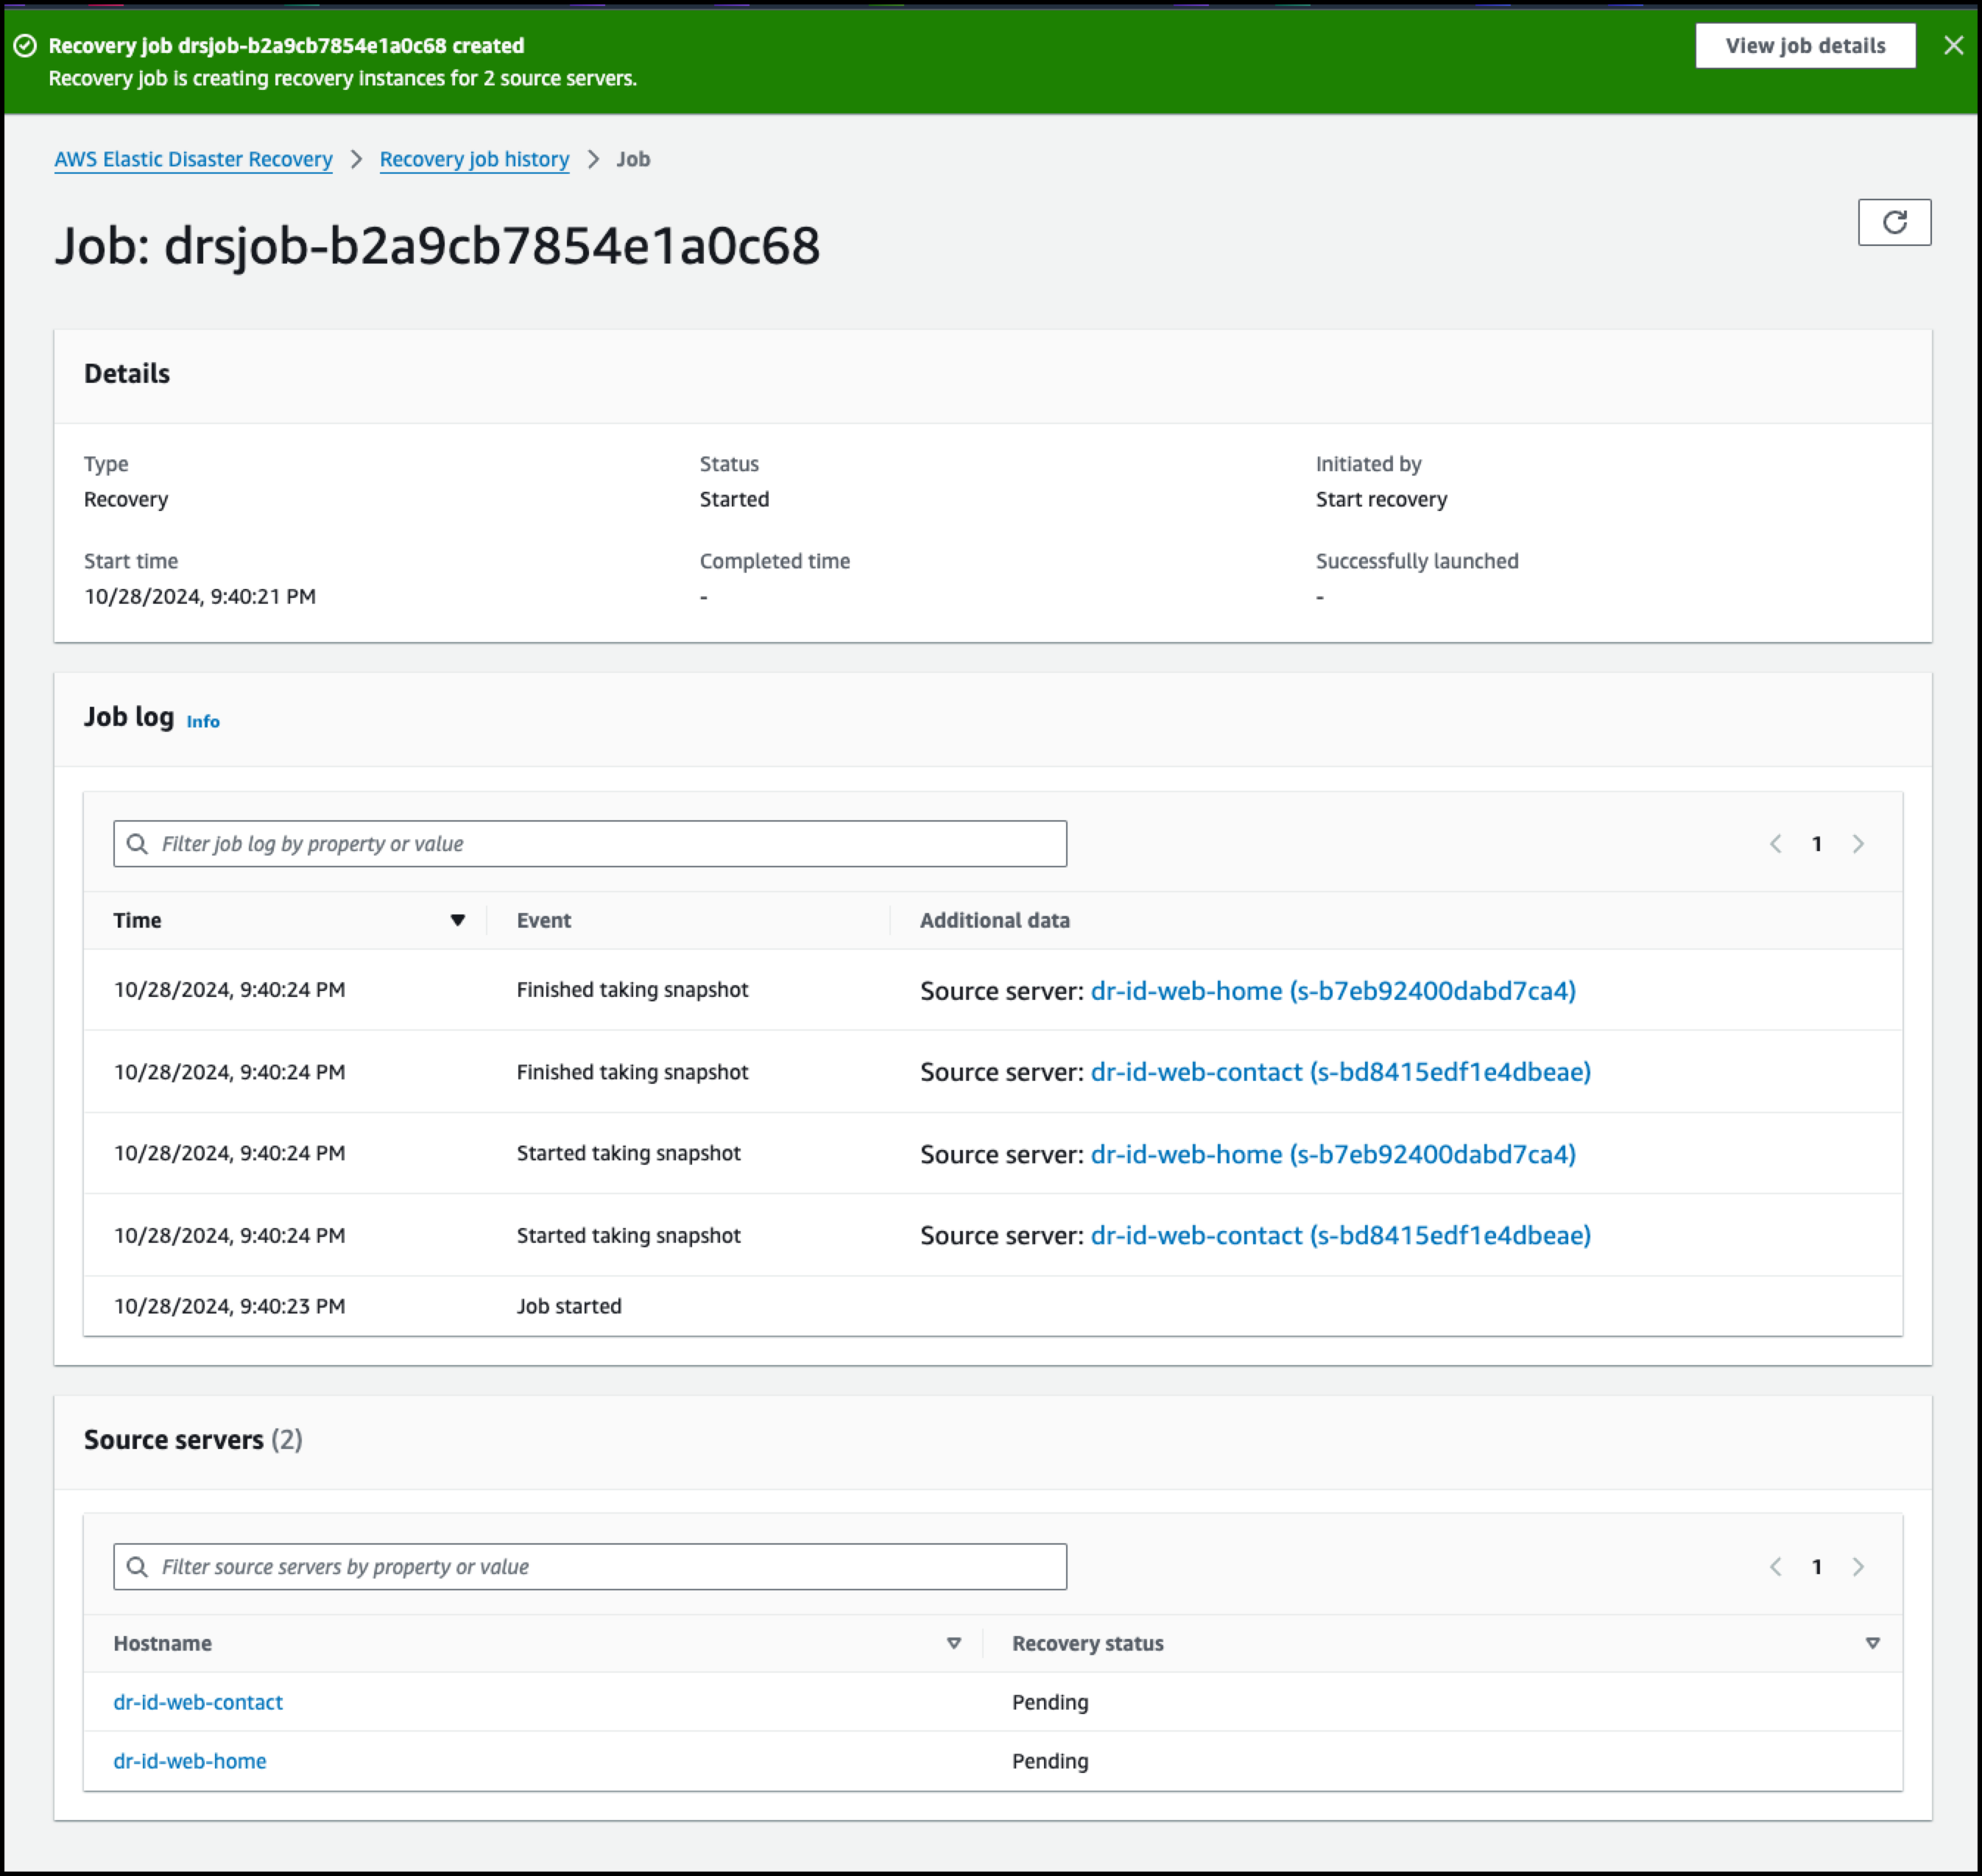 Recovery job drsjob-b2a9cb7854e1a0c68 created
View job details
Recovery job is creating recovery instances for 2 source servers.
AWS Elastic Disaster Recovery > Recovery job history > Job
Job: drsjob-b2a9cb7854e1a0c68
Details
Type Status Initiated by
Recovery Started Start recovery
Start time Completed time Successfully launched
10/28/2024, 9:40:21 PM - -
Job log Info
Filter job log by property or value 1
Time Event Additional data
10/28/2024, 9:40:24 PM Finished taking snapshot Source server: dr-id-web-home (s-b7eb92400dabd7ca4)
10/28/2024, 9:40:24 PM Finished taking snapshot Source server: dr-id-web-contact (s-bd8415edf1e4dbeae)
10/28/2024, 9:40:24 PM Started taking snapshot Source server: dr-id-web-home (s-b7eb92400dabd7ca4)
10/28/2024, 9:40:24 PM Started taking snapshot Source server: dr-id-web-contact (s-bd8415edf1e4dbeae)
10/28/2024, 9:40:23 PM Job started
Source servers (2)
Filter source servers by property or value 1
Hostname Recovery status
dr-id-web-contact Pending
dr-id-web-home Pending